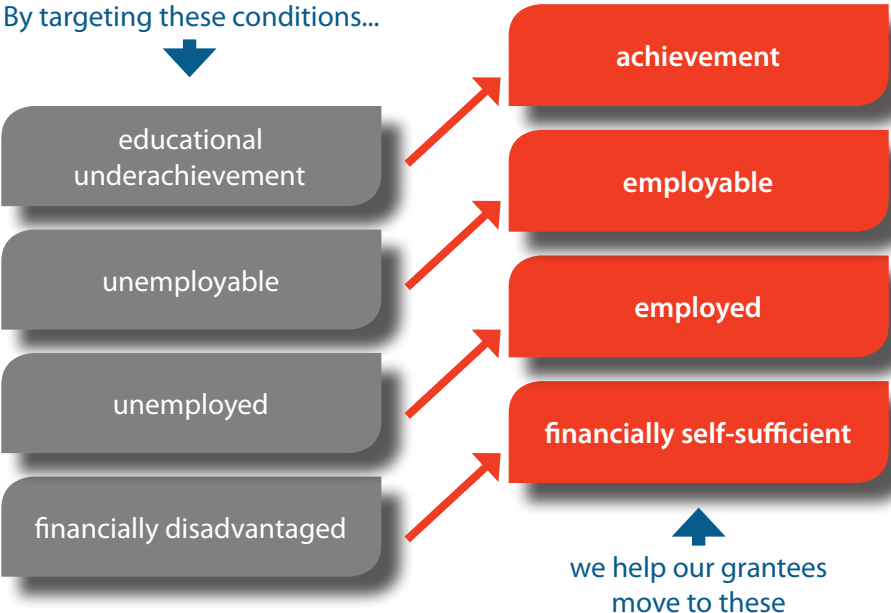 By targeting these conditions...
educational
underachievement
unemployable
unemployed
financially disadvantaged
achievement
employable
employed
financially self-sufficient
we help our grantees
move to these